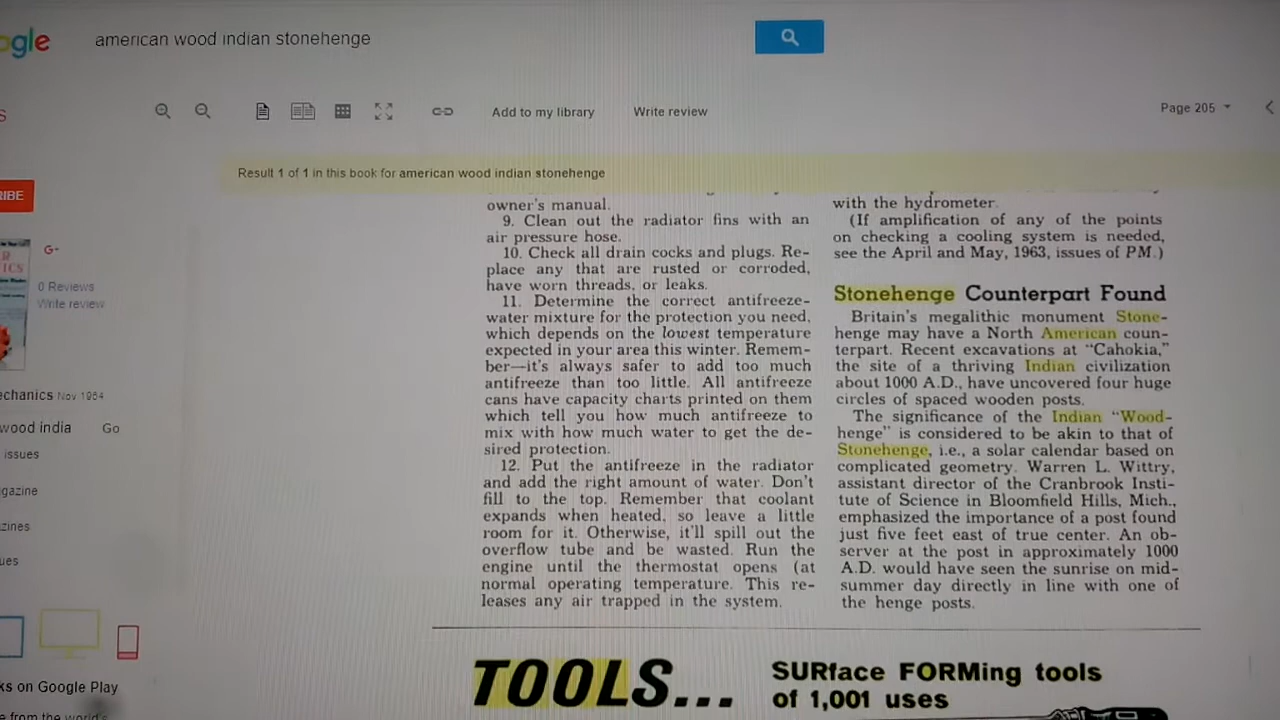 ogle
american wood indian stonehenge
Add to my library
Write review
Page 205
S
Result 1 of 1 in this book for american wood indian stonehenge
IBE
G+
0 Reviews
Write review
R
ICS
echanics Nov 1964
wood india
Go
issues
gazine
zines
ues
ks on Google Play
e from the world's
owner's manual.
9. Clean out the radiator fins with an
air pressure hose.
10. Check all drain cocks and plugs. Re-
place any that are rusted or corroded,
have worn threads, or leaks.
11. Determine the correct antifreeze-
water mixture for the protection you need,
which depends on the lowest temperature
expected in your area this winter. Remem-
ber—it's always safer to add too much
antifreeze than too little. All antifreeze
cans have capacity charts printed on them
which tell you how much antifreeze to
mix with how much water to get the de-
sired protection.
12. Put the antifreeze in the radiator
and add the right amount of water. Don't
fill to the top. Remember that coolant
expands when heated, so leave a little
room for it. Otherwise, it'll spill out the
overflow tube and be wasted. Run the
engine until the thermostat opens (at
normal operating temperature. This re-
leases any air trapped in the system.
with the hydrometer.
(If amplification of any of the points
on checking a cooling system is needed,
see the April and May, 1963, issues of PM.)
Stonehenge Counterpart Found
Britain's megalithic monument Stone-
henge may have a North American coun-
terpart. Recent excavations at "Cahokia,"
the site of a thriving Indian civilization
about 1000 A.D., have uncovered four huge
circles of spaced wooden posts.
The significance of the Indian "Wood-
henge" is considered to be akin to that of
Stonehenge, i.e., a solar calendar based on
complicated geometry. Warren L. Wittry,
assistant director of the Cranbrook Insti-
tute of Science in Bloomfield Hills, Mich.,
emphasized the importance of a post found
just five feet east of true center. An ob-
server at the post in approximately 1000
A.D. would have seen the sunrise on mid-
summer day directly in line with one of
the henge posts.
TOOLS...
SURface FORMing tools
of 1,001 uses